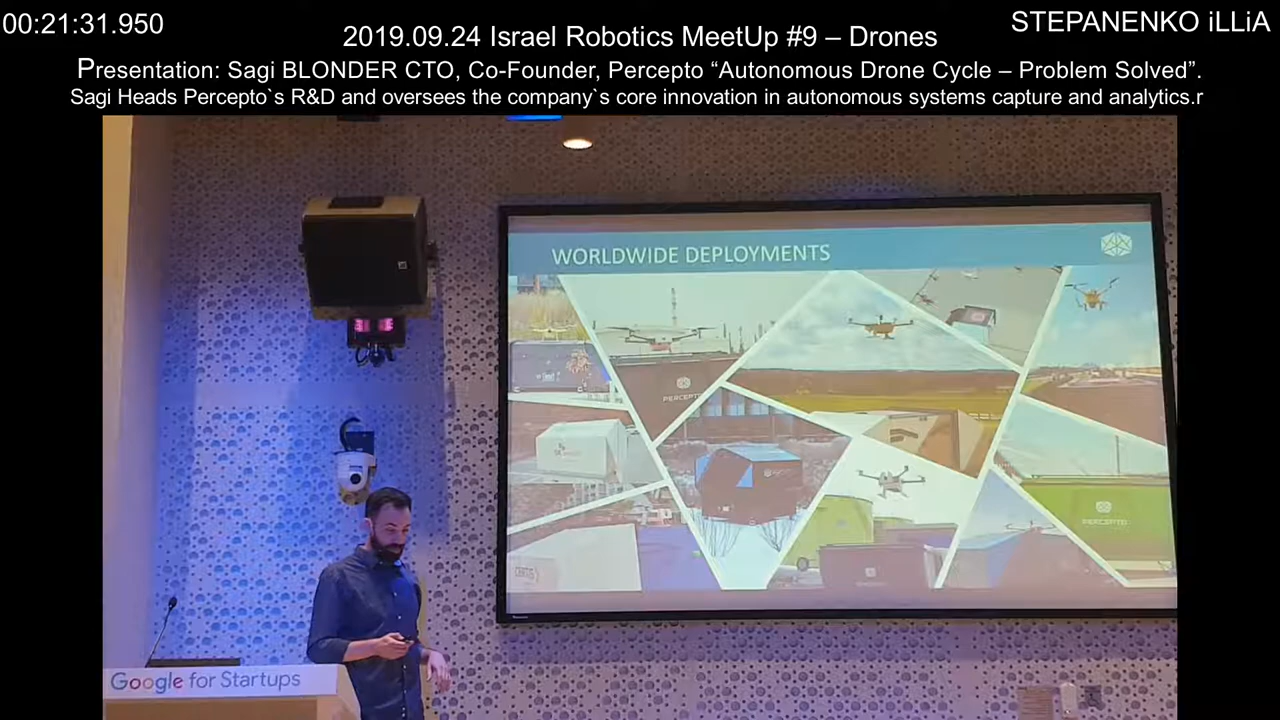 00:21:31.950
STEPANENKO iLLiA
2019.09.24 Israel Robotics MeetUp #9 – Drones
Presentation: Sagi BLONDER CTO, Co-Founder, Percepto “Autonomous Drone Cycle – Problem Solved”.
Sagi Heads Percepto`s R&D and oversees the company`s core innovation in autonomous systems capture and analytics.r
WORLDWIDE DEPLOYMENTS
PERCEPTO
PERCEPTO
Google for Startups